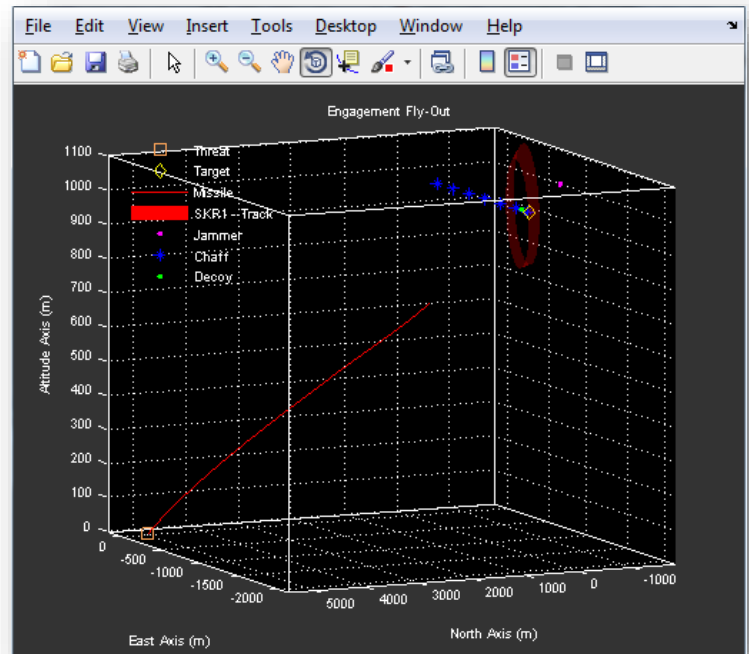 File Edit View Insert Tools Desktop Window Help
Engagement Fly-Out
Threat
Target
Missile
SKR1 - Track
Jammer
Chaff
Decoy
1100
1000
900
800
700
600
500
400
300
200
100
0
Altitude Axis (m)
0
-500
-1000
-1500
-2000
East Axis (m)
5000
4000
3000
2000
1000
0
-1000
North Axis (m)